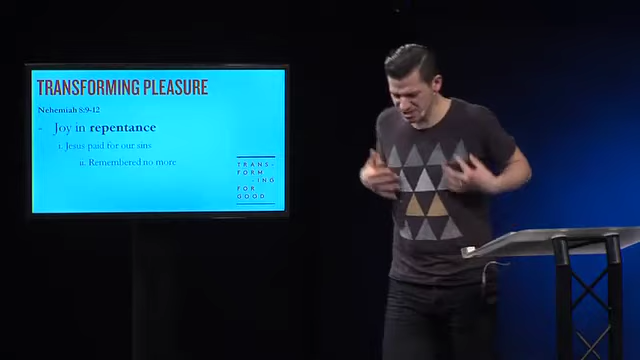 TRANSFORMING PLEASURE
Nehemiah 8:9-12
- Joy in repentance
i. Jesus paid for our sins
ii. Remembered no more
TRANS-
FORM
-ING
FOR
GOOD